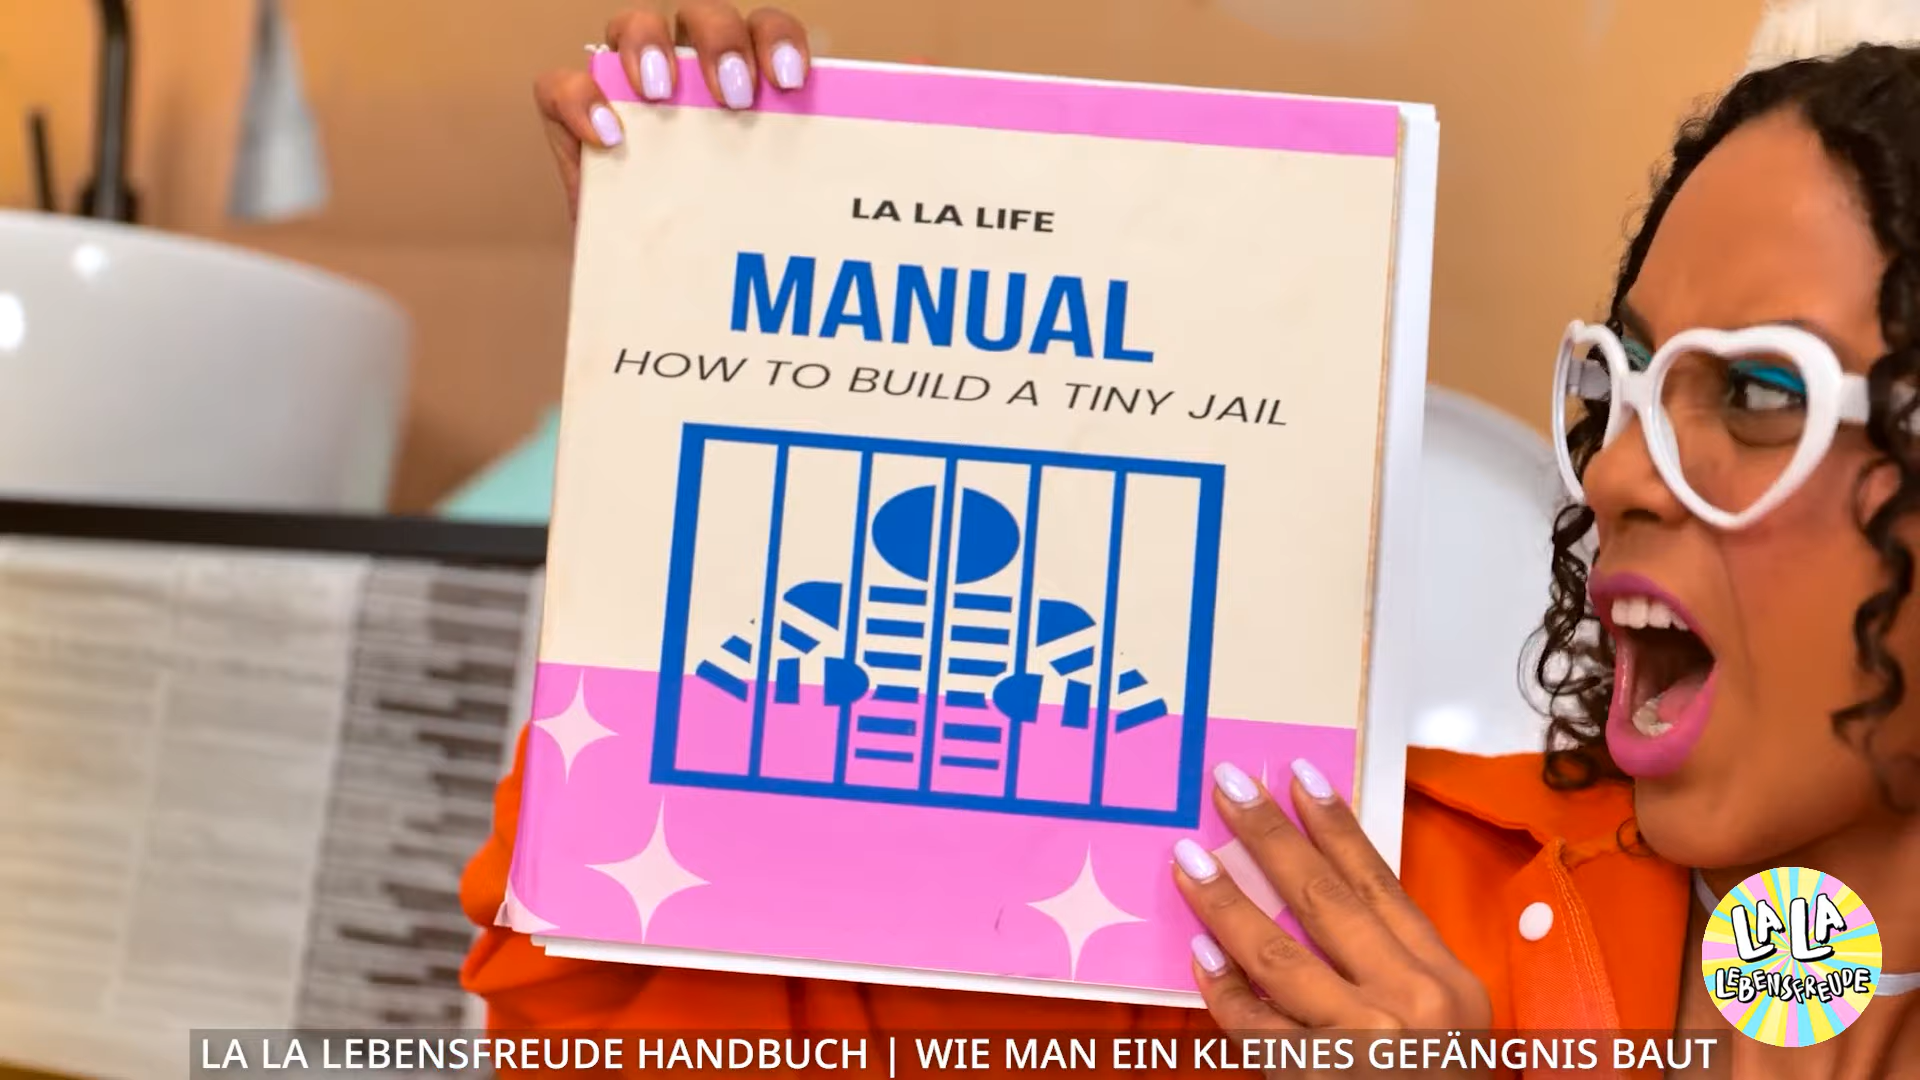 LA LA LIFE
MANUAL
HOW TO BUILD A TINY JAIL
LA LA
LEBENSFREUDE
LA LA LEBENSFREUDE HANDBUCH | WIE MAN EIN KLEINES GEFÄNGNIS BAUT